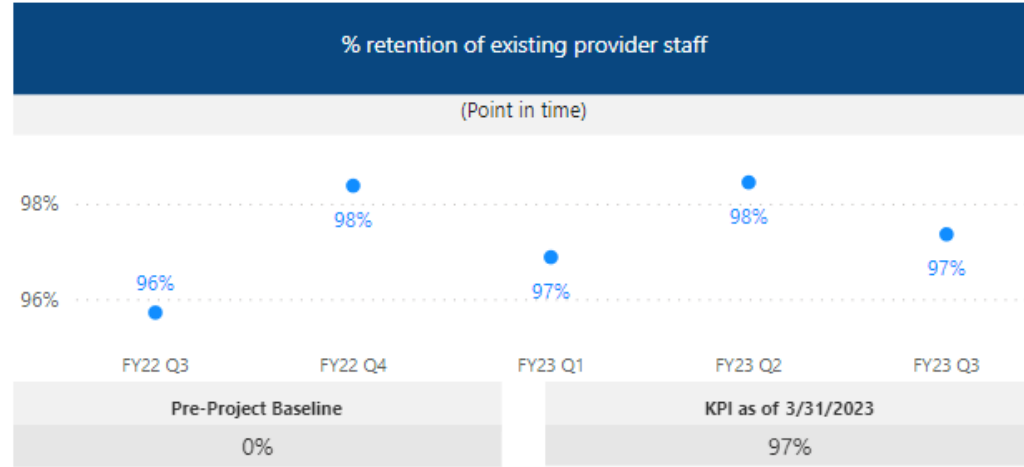 % retention of existing provider staff
(Point in time)
98%
96%
96%
98%
97%
98%
97%
FY22 Q3
FY22 Q4
FY23 Q1
FY23 Q2
FY23 Q3
Pre-Project Baseline
0%
KPI as of 3/31/2023
97%